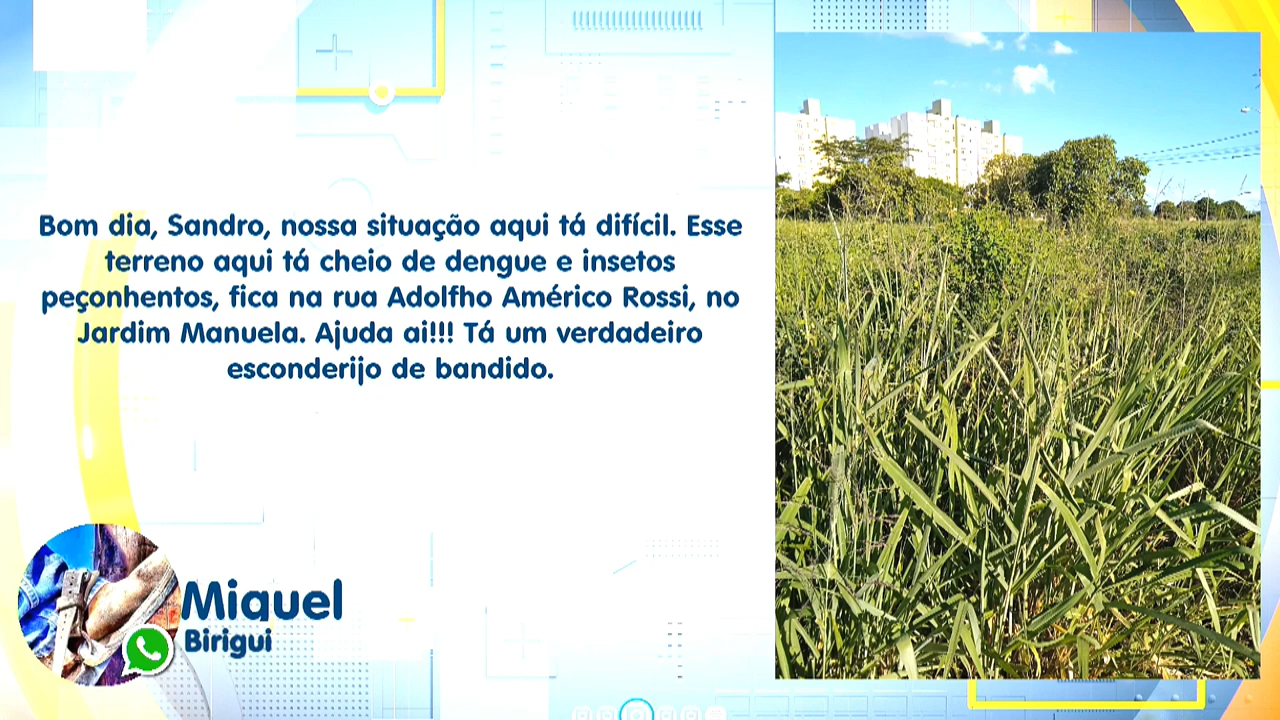 Bom dia, Sandro, nossa situação aqui tá difícil. Esse
terreno aqui tá cheio de dengue e insetos
peçonhentos, fica na rua Adolfho Américo Rossi, no
Jardim Manuela. Ajuda ai!!! Tá um verdadeiro
esconderijo de bandido.
Miguel
Birigui